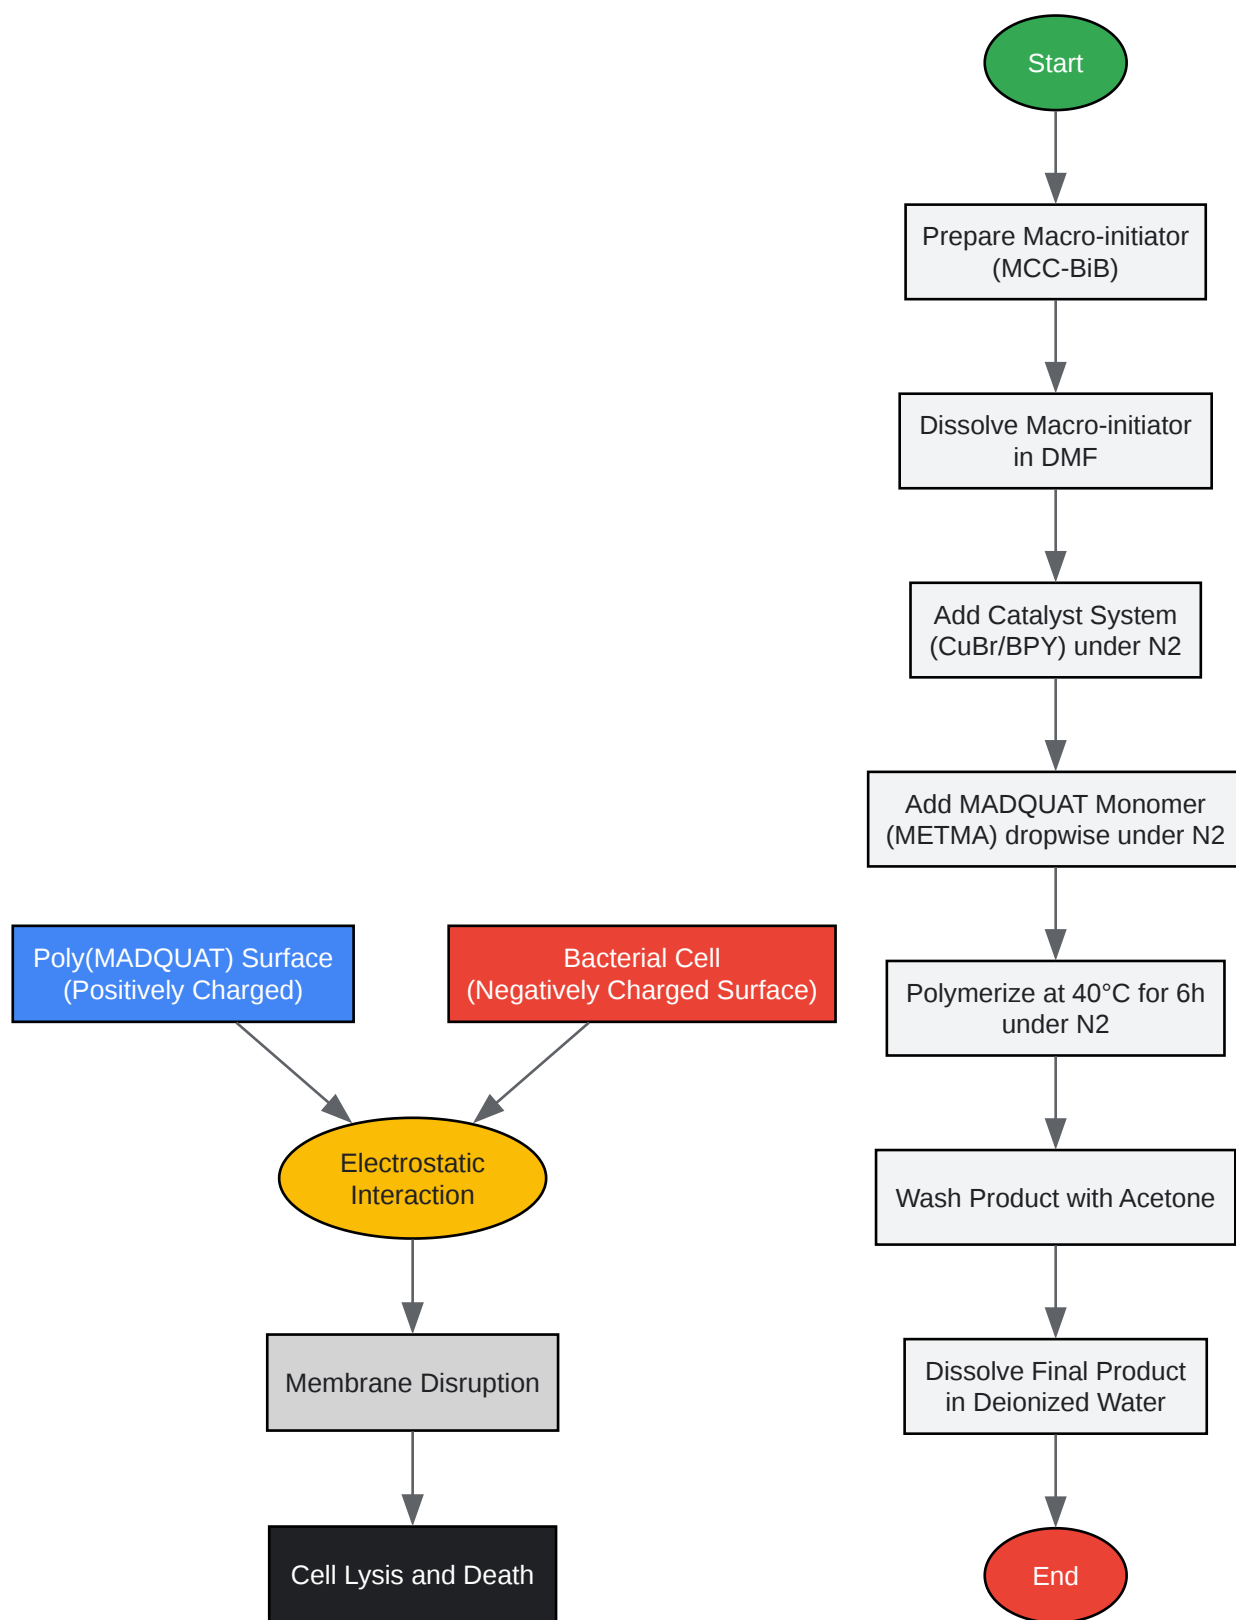 Poly(MADQUAT) Surface
(Positively Charged)
Bacterial Cell
(Negatively Charged Surface)
Electrostatic
Interaction
Membrane Disruption
Cell Lysis and Death
Start
Prepare Macro-initiator
(MCC-BiB)
Dissolve Macro-initiator
in DMF
Add Catalyst System
(CuBr/BPY) under N2
Add MADQUAT Monomer
(METMA) dropwise under N2
Polymerize at 40°C for 6h
under N2
Wash Product with Acetone
Dissolve Final Product
in Deionized Water
End